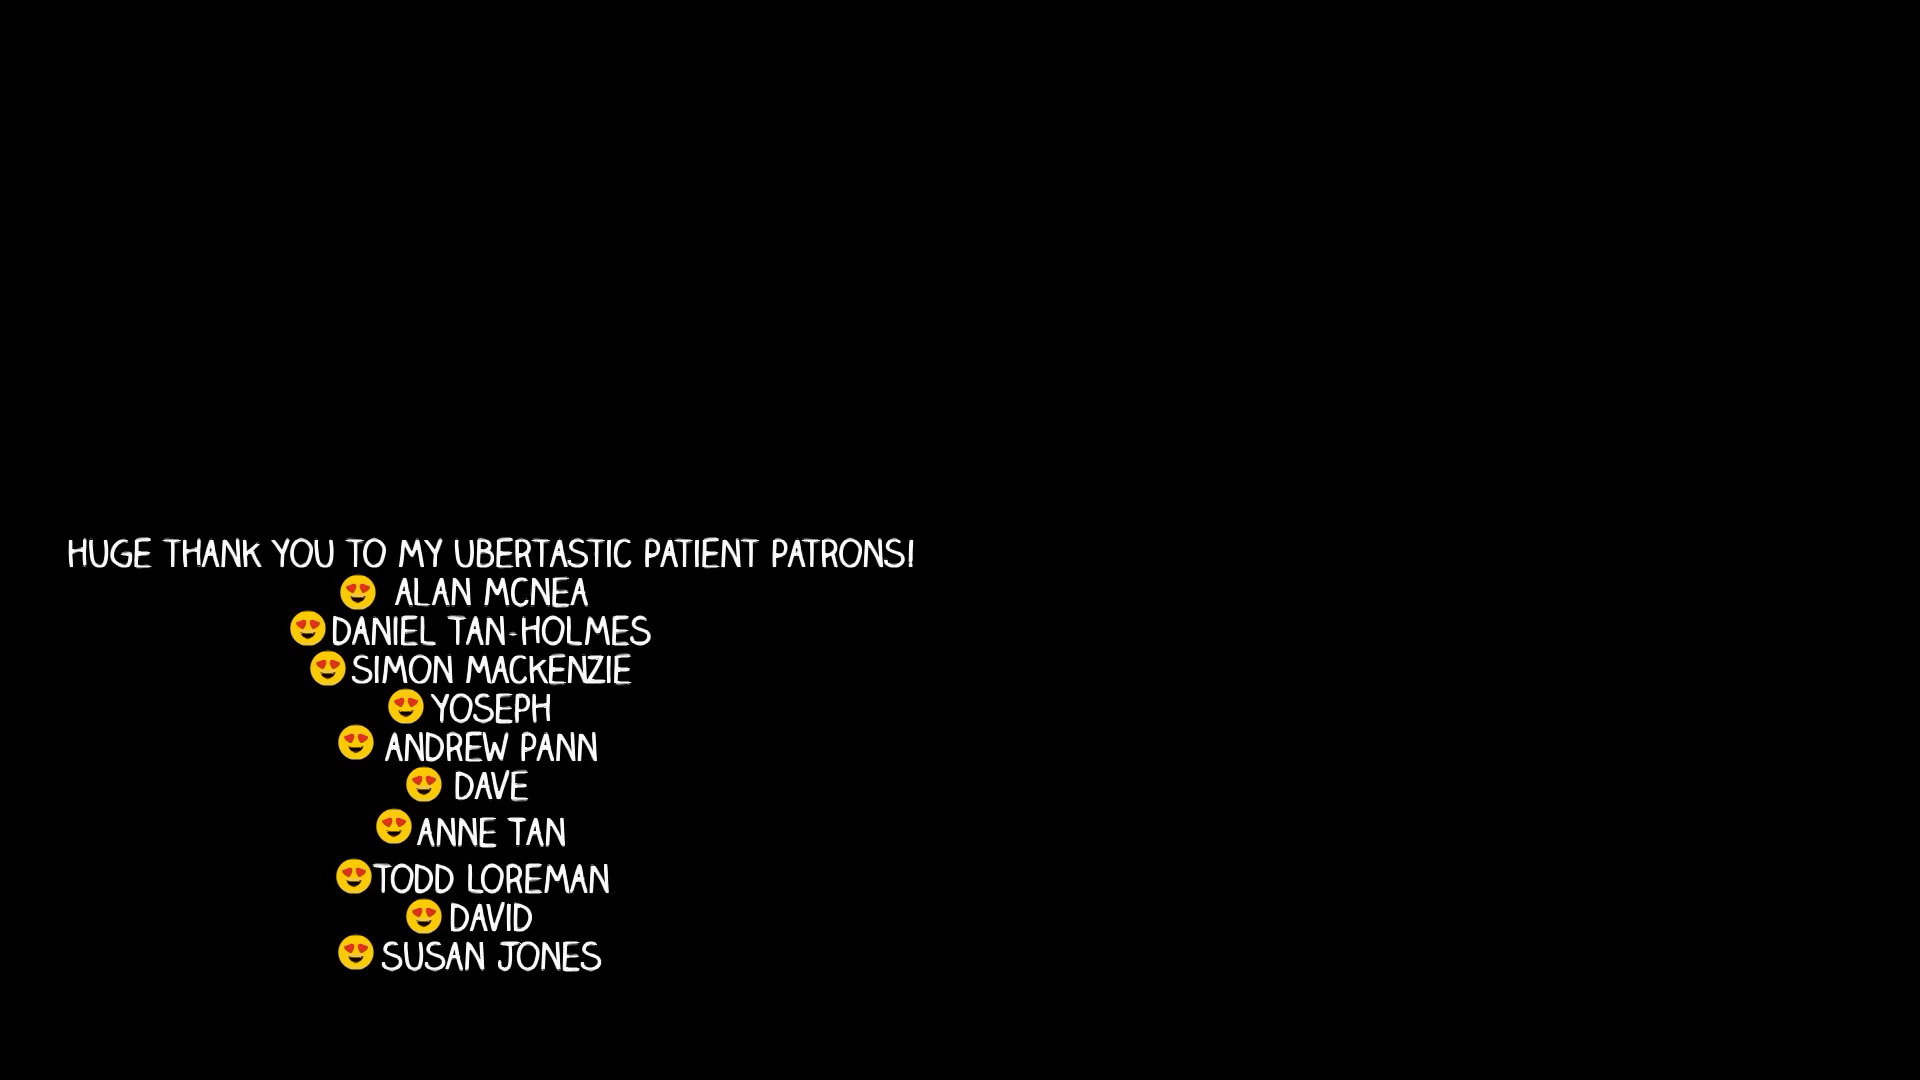 HUGE THANK YOU TO MY UBERTASTIC PATIENT PATRONS!
😍 ALAN MCNEA
😍 DANIEL TAN-HOLMES
😍 SIMON MACKENZIE
😍 YOSEPH
😍 ANDREW PANN
😍 DAVE
😍 ANNE TAN
😍 TODD LOREMAN
😍 DAVID
😍 SUSAN JONES